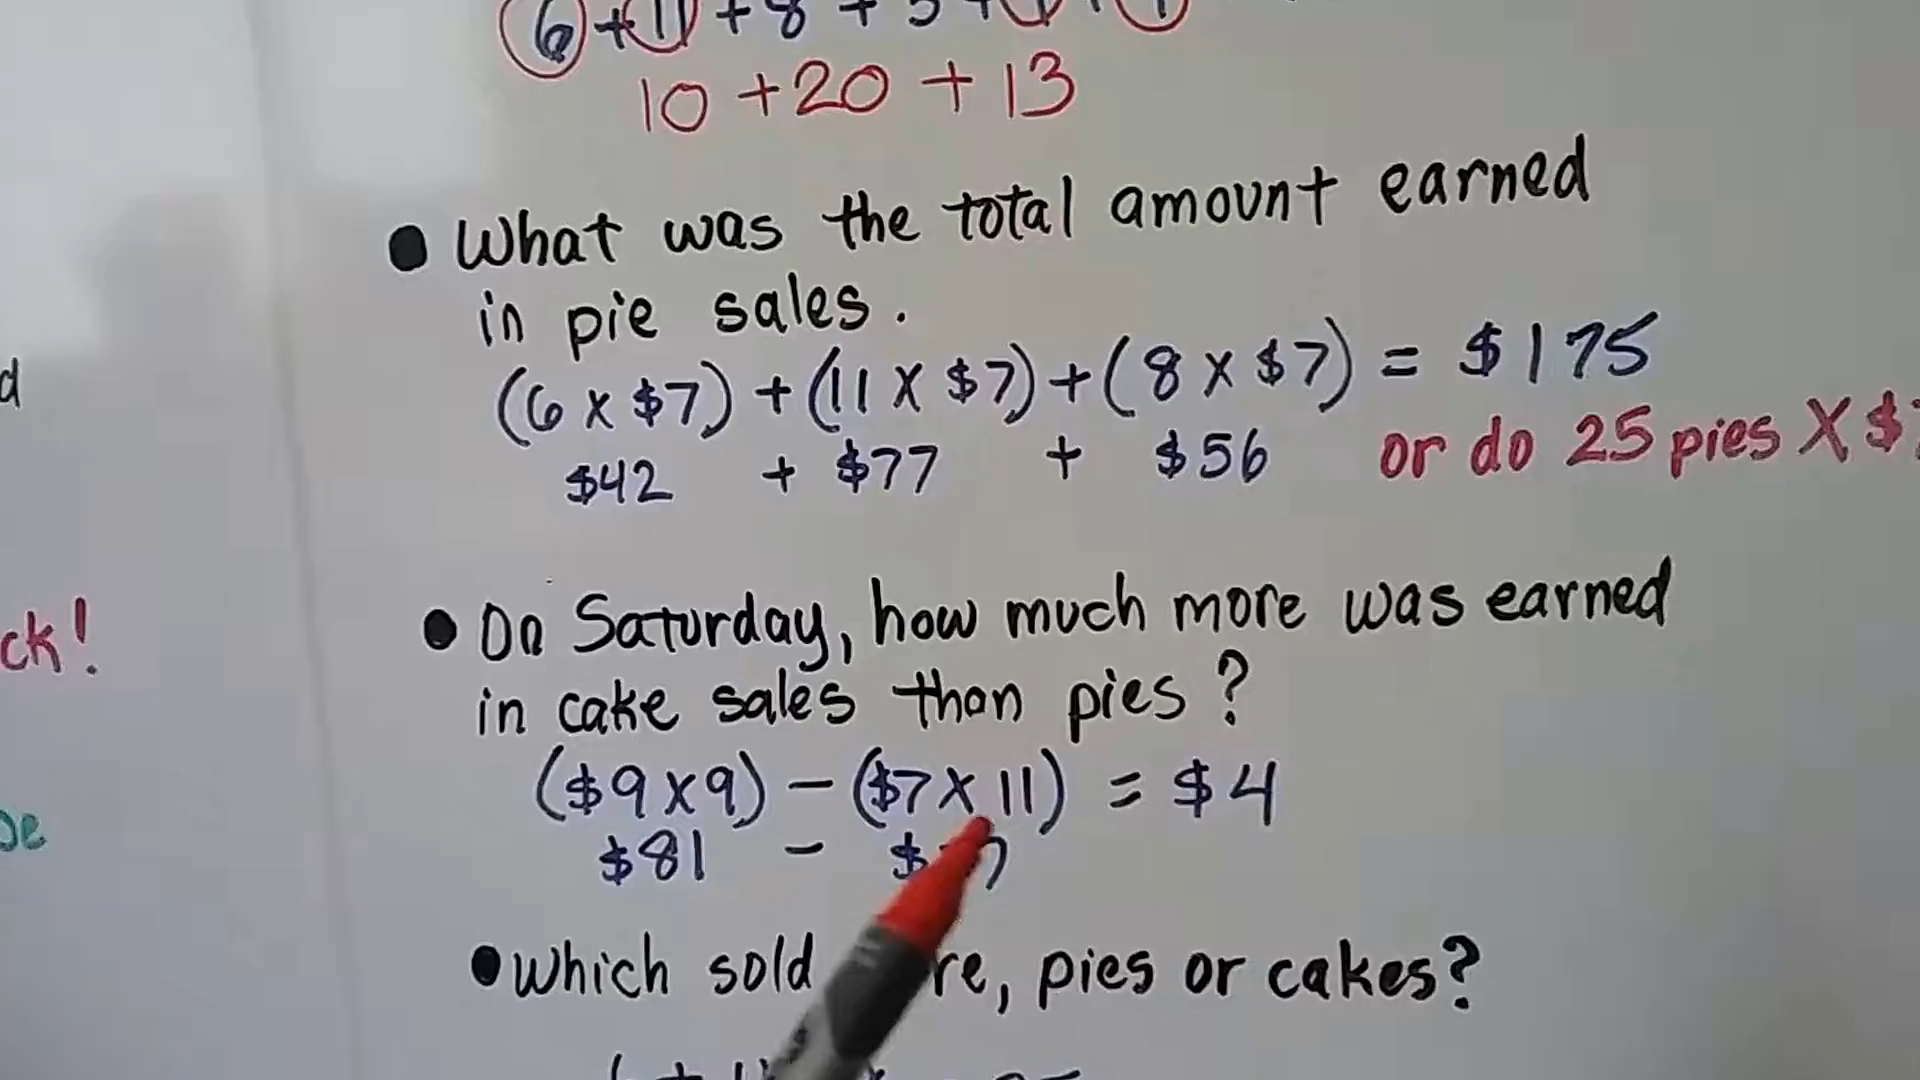 6 + 11 + 8 +
10 + 20 + 13
• What was the total amount earned
in pie sales.
(6 x $7) + (11 x $7) + (8 x $7) = $175
$42 + $77 + $56 or do 25 pies X $
d
• On Saturday, how much more was earned
ck!
in cake sales than pies?
($9 x 9) - ($7 x 11) = $4
$81 - $
• Which sold re, pies or cakes?